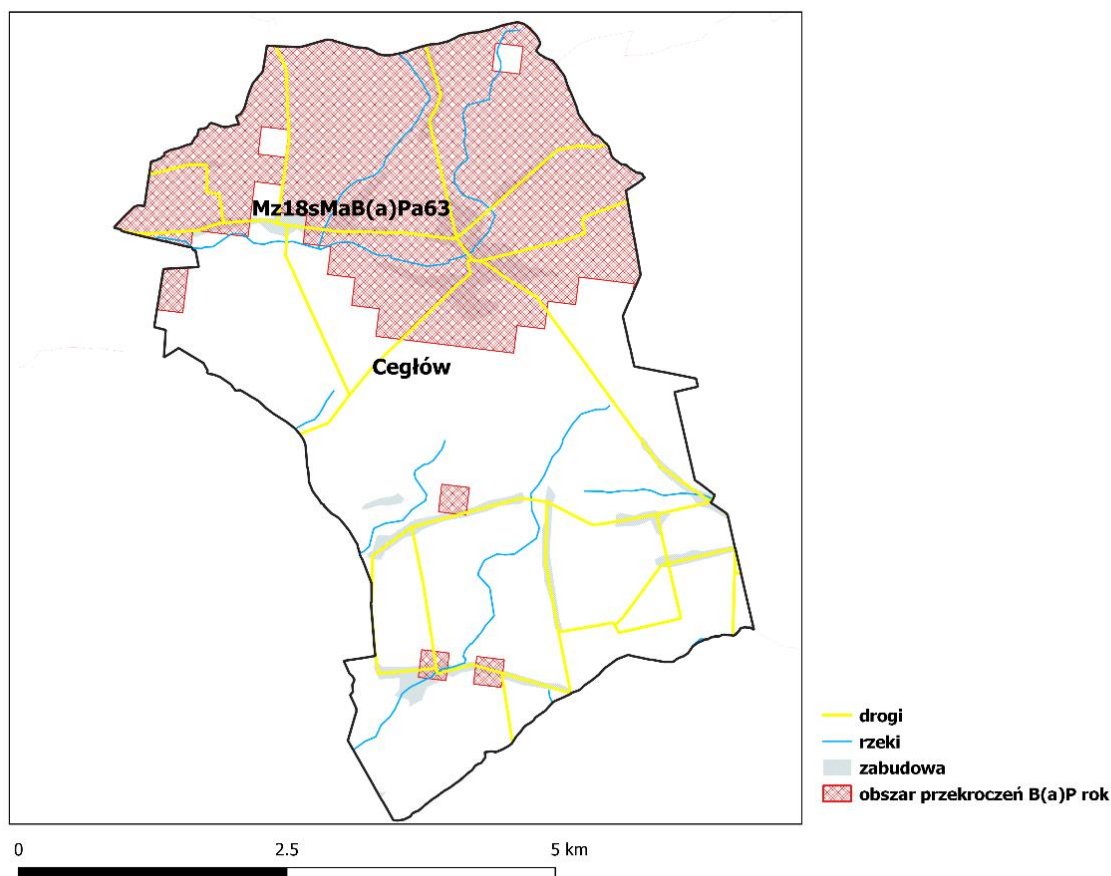 Mz18sMaB(a)Pa63
Cegłów
drogi
rzeki
zabudowa
obszar przekroczeń B(a)P rok
0 2.5 5 km